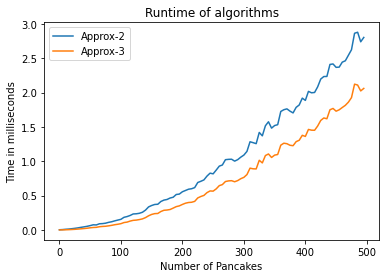 Runtime of algorithms
Approx-2
Approx-3
Time in milliseconds
3.0
2.5
2.0
1.5
1.0
0.5
0.0
0 100 200 300 400 500
Number of Pancakes